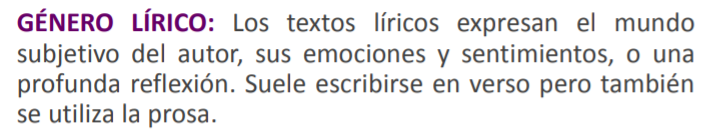 GÉNERO LÍRICO: Los textos líricos expresan el mundo
subjetivo del autor, sus emociones y sentimientos, o una
profunda reflexión. Suele escribirse en verso pero también
se utiliza la prosa.